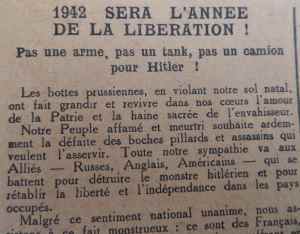 1942 SERA L'ANNEE
DE LA LIBERATION !
Pas une arme, pas un tank, pas un camion
pour Hitler !
Les bottes prussiennes, en violant notre sol natal,
ont fait grandir et revivre dans nos cœurs l'amour
de la Patrie et la haine sacrée de l'envahisseur.
Notre Peuple affamé et meurtri souhaite ardem-
ment la défaite des boches pillards et assassins qui
veulent l'asservir. Toute notre sympathie va aux
Alliés — Russes, Anglais, Américains — qui se
battent pour détruire le monstre hitlérien et pour
rétablir la liberté et l'indépendance dans les pays
occupés.
Malgré ce sentiment national unanime, nous as-
à ce fait monstrueux : ce sont des Français,